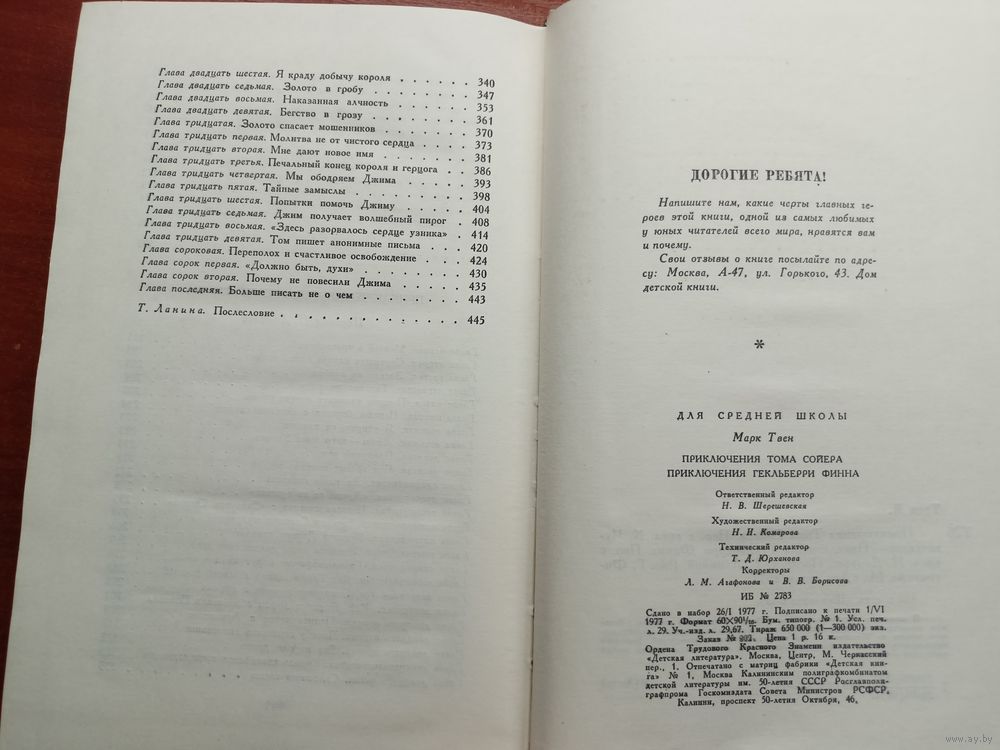 Глава двадцать шестая. Я краду добычу короля . . . . . . 340
Глава двадцать седьмая. Золото в гробу . . . . . . . 347
Глава двадцать восьмая. Наказанная алчность . . . . . . 353
Глава двадцать девятая. Бегство в грозу . . . . . . . 361
Глава тридцатая. Золото спасает мошенников . . . . . . 370
Глава тридцать первая. Молитва не от чистого сердца . . . . 373
Глава тридцать вторая. Мне дают новое имя . . . . . . . 381
Глава тридцать третья. Печальный конец короля и герцога . . 386
Глава тридцать четвертая. Мы ободряем Джима . . . . . 393
Глава тридцать пятая. Тайные замыслы . . . . . . . . 398
Глава тридцать шестая. Попытки помочь Джиму . . . . . 404
Глава тридцать седьмая. Джим получает волшебный пирог . 408
Глава тридцать восьмая. «Здесь разорвалось сердце узника» . 414
Глава тридцать девятая. Том пишет анонимные письма . . . 420
Глава сороковая. Переполох и счастливое освобождение . . . 424
Глава сорок первая. «Должно быть, духи» . . . . . . . 430
Глава сорок вторая. Почему не повесили Джима . . . . . 435
Глава последняя. Больше писать не о чем . . . . . . . . 443
Т. Ланина. Послесловие . . . . . . . . . . . . . 445
ДОРОГИЕ РЕБЯТА!
Напишите нам, какие черты главных ге-
роев этой книги, одной из самых любимых
у юных читателей всего мира, нравятся вам
и почему.
Свои отзывы о книге посылайте по адре-
су: Москва, А-47, ул. Горького, 43. Дом
детской книги.
*
ДЛЯ СРЕДНЕЙ ШКОЛЫ
Марк Твен
ПРИКЛЮЧЕНИЯ ТОМА СОЙЕРА
ПРИКЛЮЧЕНИЯ ГЕКЛЬБЕРРИ ФИННА
Ответственный редактор
Н. В. Шерешевская
Художественный редактор
Н. И. Комарова
Технический редактор
Т. Д. Юрханова
Корректоры
Л. М. Агафонова и В. В. Борисова
ИБ № 2783
Сдано в набор 26/I 1977 г. Подписано к печати 1/VI
1977 г. Формат 60×90 1/16. Бум. типогр. № 1. Усл. печ.
л. 29. Уч.-изд. л. 29,67. Тираж 650 000 (1—300 000) экз.
Заказ № Цена 1 р. 16 к.
Ордена Трудового Красного Знамени издательство
«Детская литература». Москва, Центр, М. Черкасский
пер., 1. Отпечатано с матриц фабрики «Детская кни-
га» № 1, Москва Калининским полиграфкомбинатом
детской литературы им. 50-летия СССР Росглавполи-
графпрома Госкомиздата Совета Министров РСФСР,
Калинин, проспект 50-летия Октября, 46.
www.ay.by